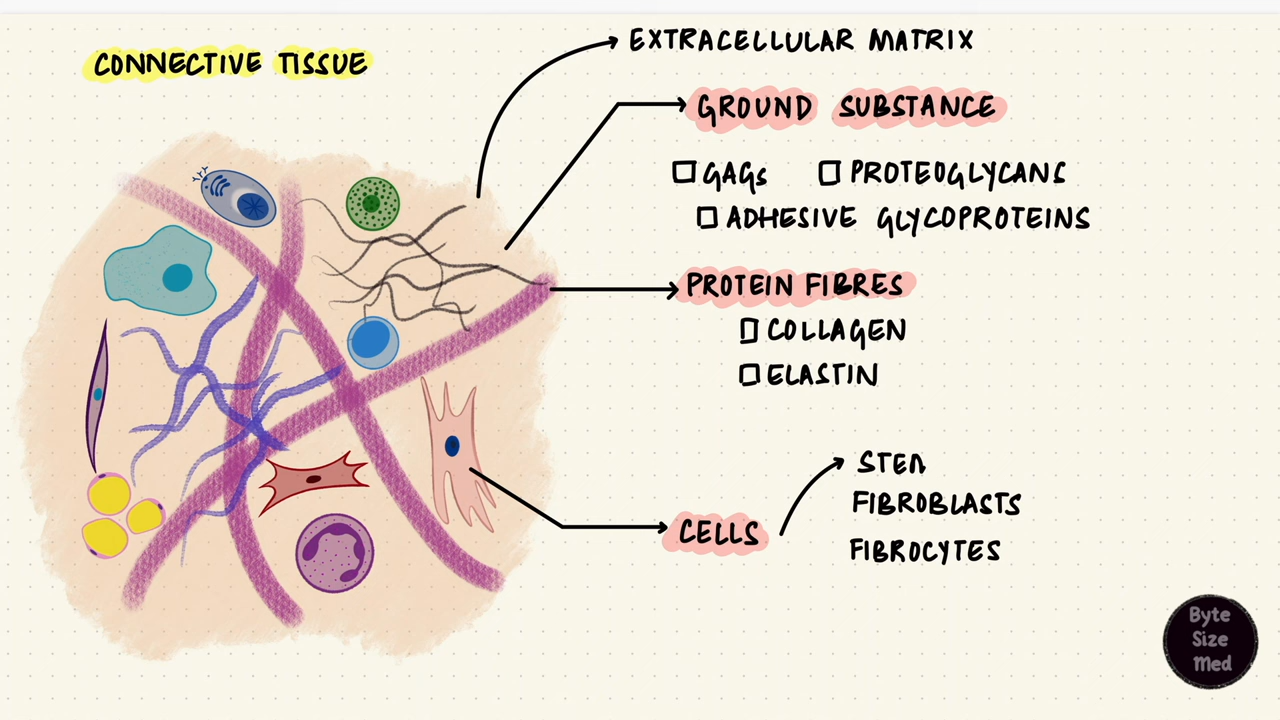 CONNECTIVE TISSUE
EXTRACELLULAR MATRIX
GROUND SUBSTANCE
GAGs PROTEOGLYCANS
ADHESIVE GLYCOPROTEINS
PROTEIN FIBRES
COLLAGEN
ELASTIN
CELLS
STEM
FIBROBLASTS
FIBROCYTES
Byte
Size
Med